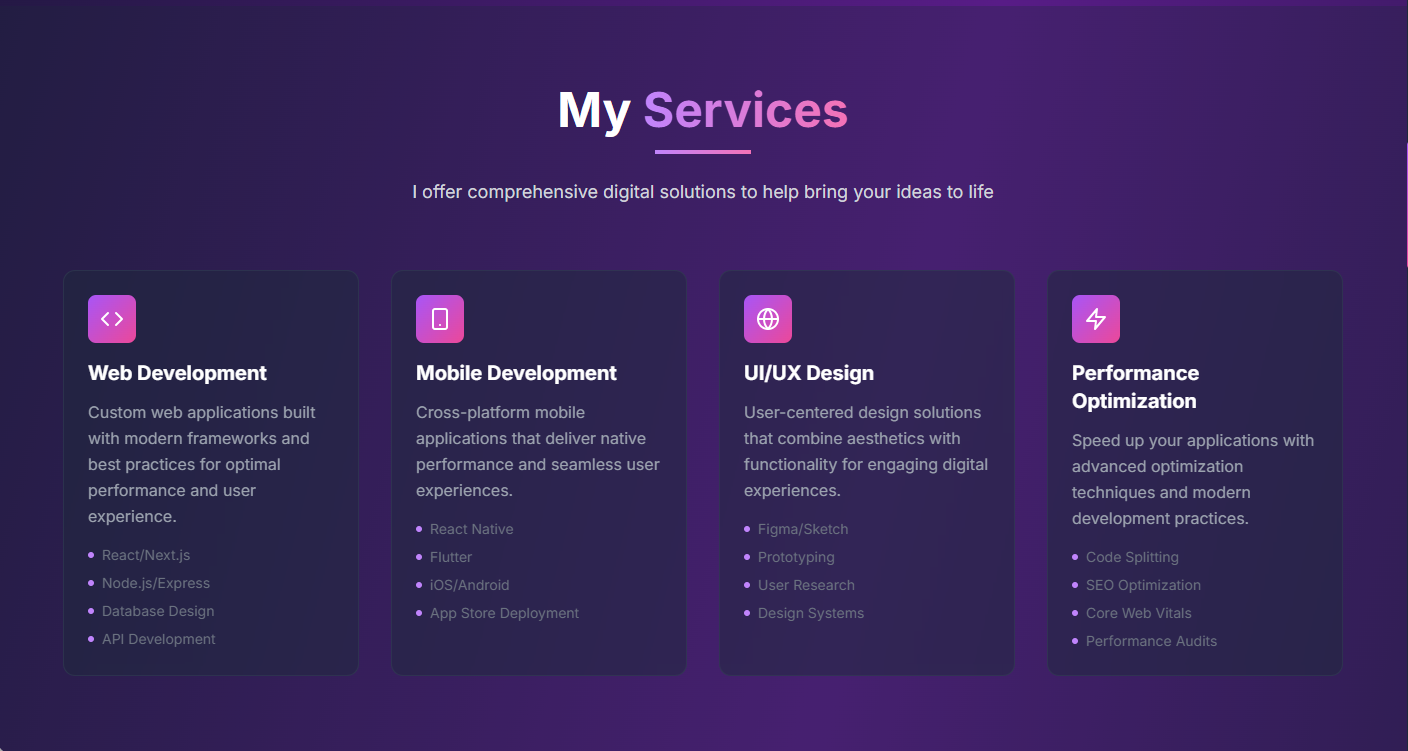 My Services
I offer comprehensive digital solutions to help bring your ideas to life
Web Development
Custom web applications built
with modern frameworks and
best practices for optimal
performance and user
experience.
React/Next.js
Node.js/Express
Database Design
API Development
Mobile Development
Cross-platform mobile
applications that deliver native
performance and seamless user
experiences.
React Native
Flutter
iOS/Android
App Store Deployment
UI/UX Design
User-centered design solutions
that combine aesthetics with
functionality for engaging digital
experiences.
Figma/Sketch
Prototyping
User Research
Design Systems
Performance
Optimization
Speed up your applications with
advanced optimization
techniques and modern
development practices.
Code Splitting
SEO Optimization
Core Web Vitals
Performance Audits